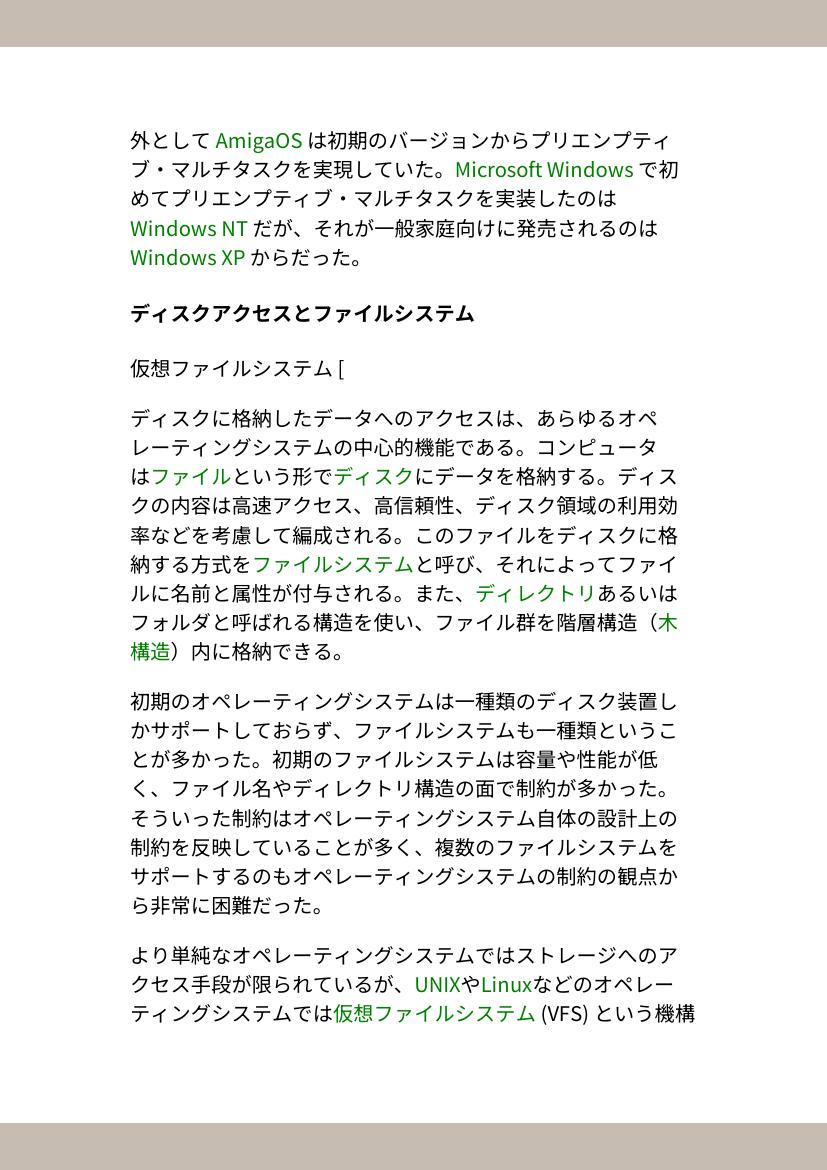 外として AmigaOS は初期のバージョンからプリエンプティ
ブ・マルチタスクを実現していた。Microsoft Windows で初
めてプリエンプティブ・マルチタスクを実装したのは
Windows NT だが、それが一般家庭向けに発売されるのは
Windows XP からだった。
ディスクアクセスとファイルシステム
仮想ファイルシステム [
ディスクに格納したデータへのアクセスは、あらゆるオペ
レーティングシステムの中心的機能である。コンピュータ
はファイルという形でディスクにデータを格納する。ディス
クの内容は高速アクセス、高信頼性、ディスク領域の利用効
率などを考慮して編成される。このファイルをディスクに格
納する方式をファイルシステムと呼び、それによってファイ
ルに名前と属性が付与される。また、ディレクトリあるいは
フォルダと呼ばれる構造を使い、ファイル群を階層構造（木
構造）内に格納できる。
初期のオペレーティングシステムは一種類のディスク装置し
かサポートしておらず、ファイルシステムも一種類というこ
とが多かった。初期のファイルシステムは容量や性能が低
く、ファイル名やディレクトリ構造の面で制約が多かった。
そういった制約はオペレーティングシステム自体の設計上の
制約を反映していることが多く、複数のファイルシステムを
サポートするのもオペレーティングシステムの制約の観点か
ら非常に困難だった。
より単純なオペレーティングシステムではストレージへのア
クセス手段が限られているが、UNIXやLinuxなどのオペレー
ティングシステムでは仮想ファイルシステム (VFS) という機構